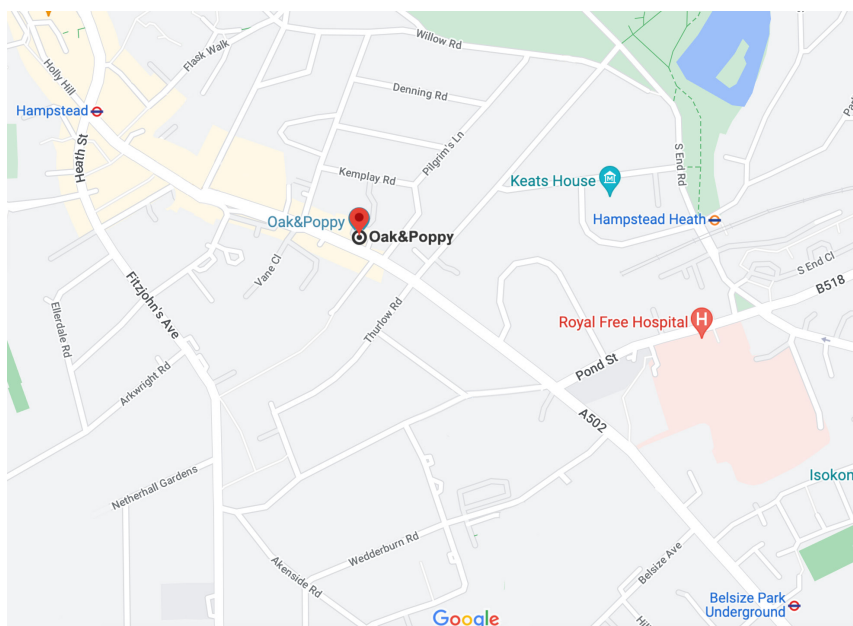 Willow Rd
Flask Walk
Holly Hill
Denning Rd
Hampstead
Heath St
Pilgrim's Ln
S End Rd
Kemplay Rd
Keats House
Hampstead Heath
Oak&Poppy
Oak&Poppy
Vane Cl
S End Cl
B518
Fitzjohn's Ave
Ellerdale Rd
Thurlow Rd
Royal Free Hospital
H
Arkwright Rd
Pond St
A502
Netherhall Gardens
Isokon
Wedderburn Rd
Akenside Rd
Belsize Ave
Belsize Park
Underground
Google